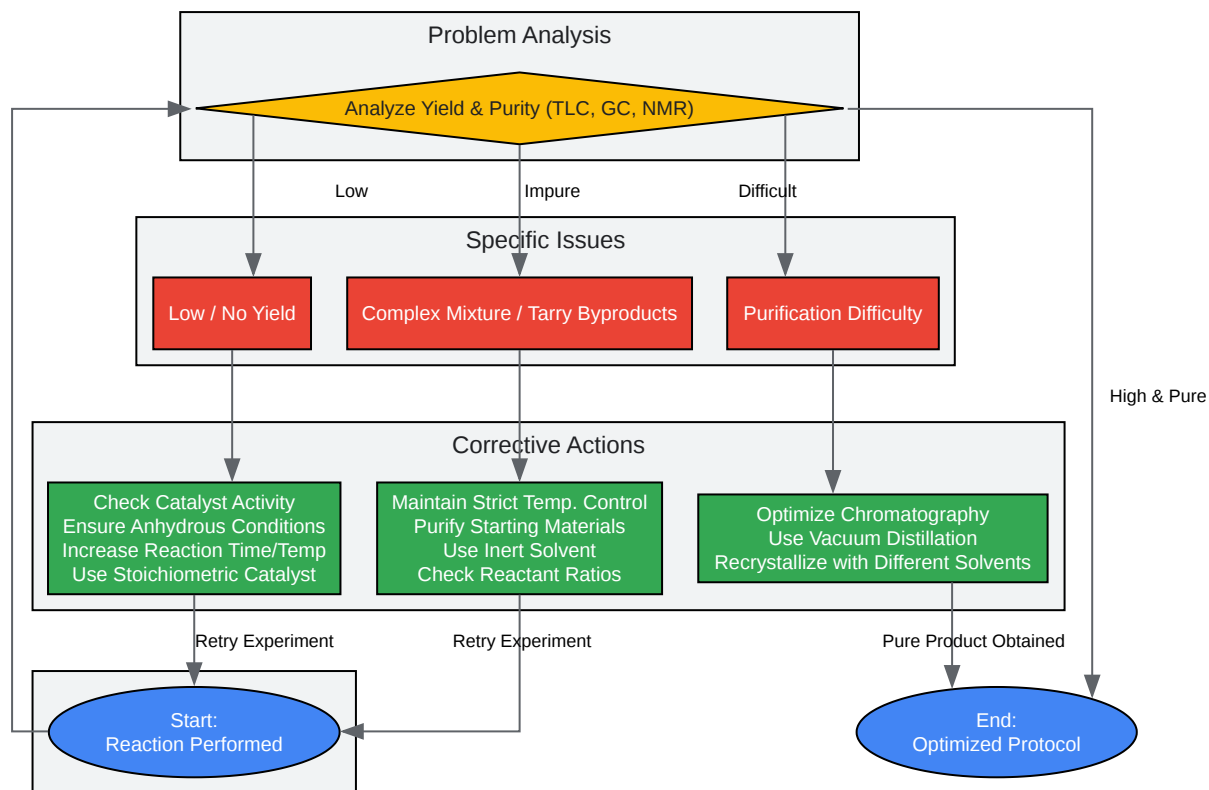 Problem Analysis
Analyze Yield & Purity (TLC, GC, NMR)
Low
Impure
Difficult
Specific Issues
Low / No Yield
Complex Mixture / Tarry Byproducts
Purification Difficulty
High & Pure
Corrective Actions
Check Catalyst Activity
Ensure Anhydrous Conditions
Increase Reaction Time/Temp
Use Stoichiometric Catalyst
Maintain Strict Temp. Control
Purify Starting Materials
Use Inert Solvent
Check Reactant Ratios
Optimize Chromatography
Use Vacuum Distillation
Recrystallize with Different Solvents
Retry Experiment
Retry Experiment
Pure Product Obtained
Start:
Reaction Performed
End:
Optimized Protocol